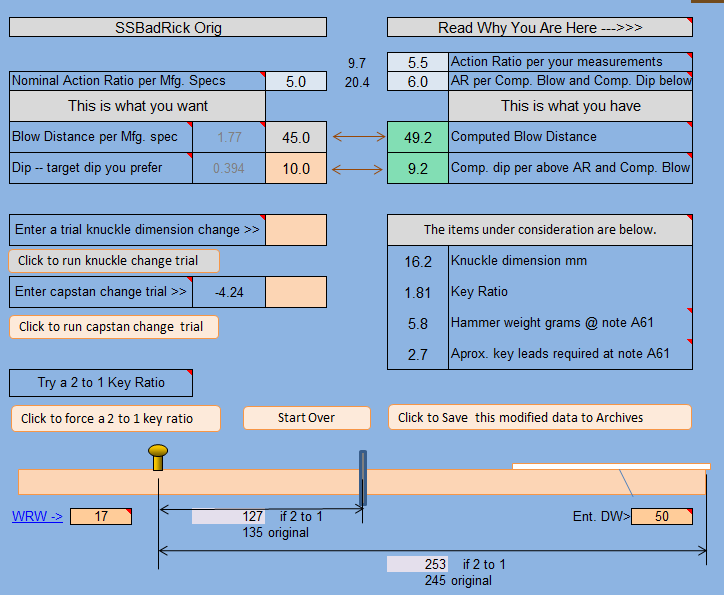 SSBadRick Orig
Read Why You Are Here --->>>
9.7 5.5 Action Ratio per your measurements
Nominal Action Ratio per Mfg. Specs 5.0 20.4 6.0 AR per Comp. Blow and Comp. Dip below
This is what you want This is what you have
Blow Distance per Mfg. spec 1.77 45.0 49.2 Computed Blow Distance
Dip -- target dip you prefer 0.394 10.0 9.2 Comp. dip per above AR and Comp. Blow
Enter a trial knuckle dimension change >> The items under consideration are below.
Click to run knuckle change trial 16.2 Knuckle dimension mm
Enter capstan change trial >> -4.24 1.81 Key Ratio
Click to run capstan change trial 5.8 Hammer weight grams @ note A61
2.7 Aprox. key leads required at note A61
Try a 2 to 1 Key Ratio
Click to force a 2 to 1 key ratio Start Over Click to Save this modified data to Archives
WRW -> 17 127 if 2 to 1 Ent. DW> 50
135 original
253 if 2 to 1
245 original